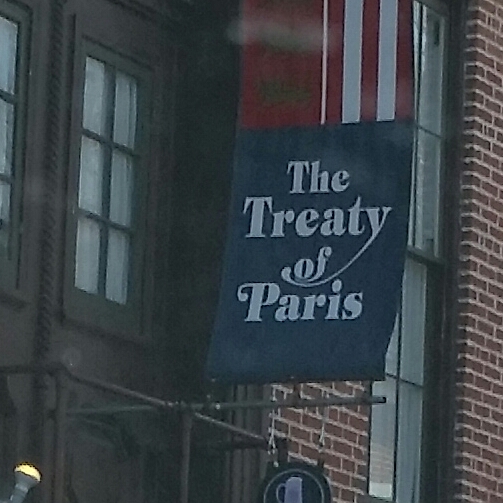 The
Treaty
of
Paris